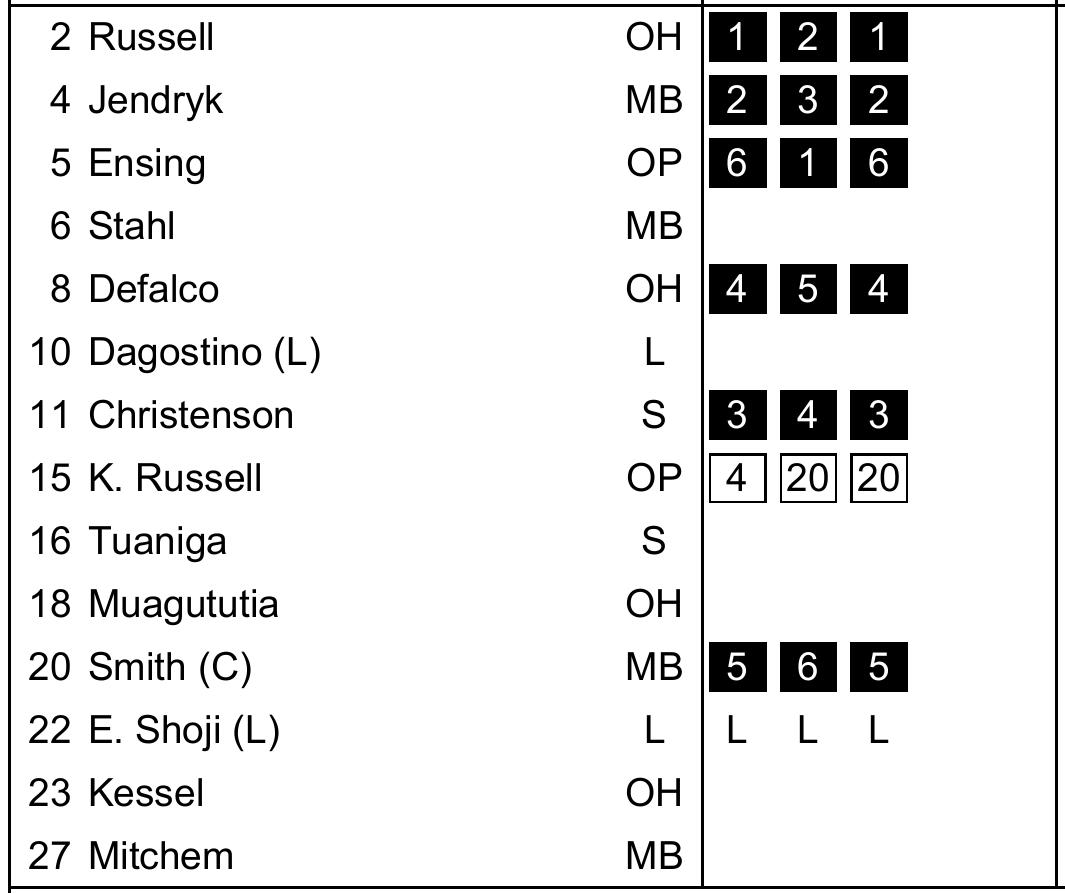 2 Russell OH 1 2 1
4 Jendryk MB 2 3 2
5 Ensing OP 6 1 6
6 Stahl MB
8 Defalco OH 4 5 4
10 Dagostino (L) L
11 Christenson S 3 4 3
15 K. Russell OP 4 20 20
16 Tuaniga S
18 Muagututia OH
20 Smith (C) MB 5 6 5
22 E. Shoji (L) L L L L
23 Kessel OH
27 Mitchem MB